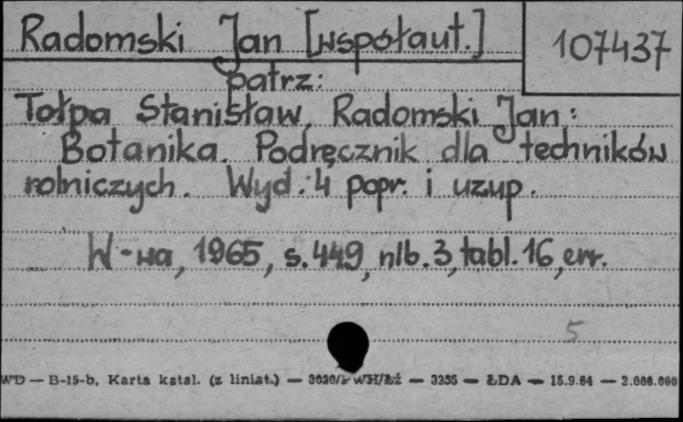 Radomski Jan [współaut.] 107437
patrz:
Tołpa Stanisław, Radomski Jan:
Botanika. Podręcznik dla techników
rolniczych. Wyd. 4 popr. i uzup.
W-wa, 1965, s. 449, nlb. 3, tabl. 16, err.
5
WD — B-15-b. Karta katal. (z liniat.) — — 3255 — ŁDA — 15.9.64 — 2.000.000